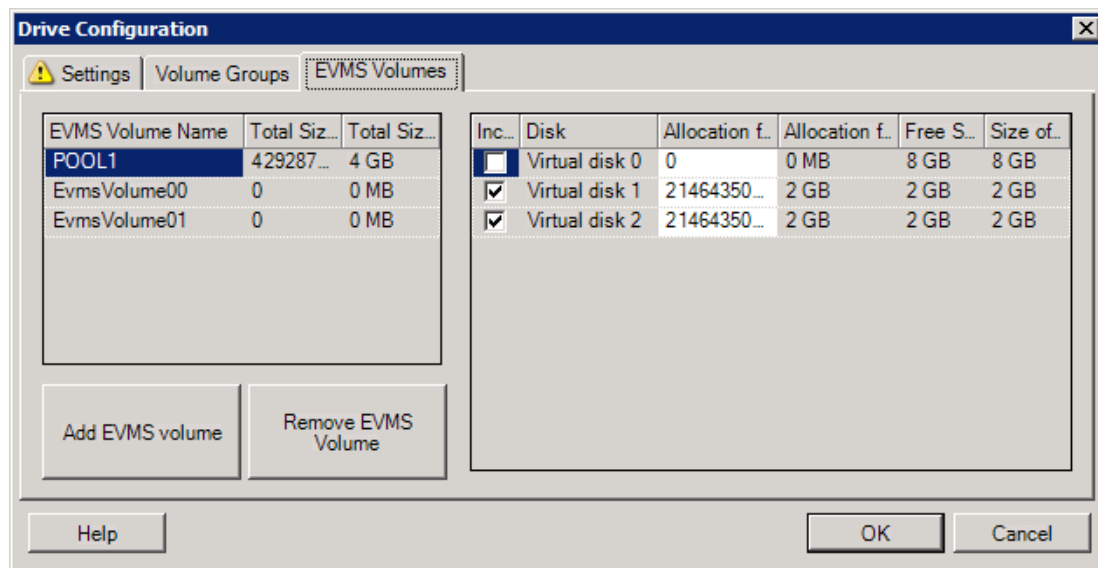 Drive Configuration
Settings Volume Groups EVMS Volumes
EVMS Volume Name Total Siz... Total Siz...
POOL1 429287... 4 GB
EvmsVolume00 0 0 MB
EvmsVolume01 0 0 MB
Inc... Disk Allocation f... Allocation f... Free S... Size of...
Virtual disk 0 0 0 MB 8 GB 8 GB
Virtual disk 1 21464350... 2 GB 2 GB 2 GB
Virtual disk 2 21464350... 2 GB 2 GB 2 GB
Add EVMS volume
Remove EVMS
Volume
Help OK Cancel